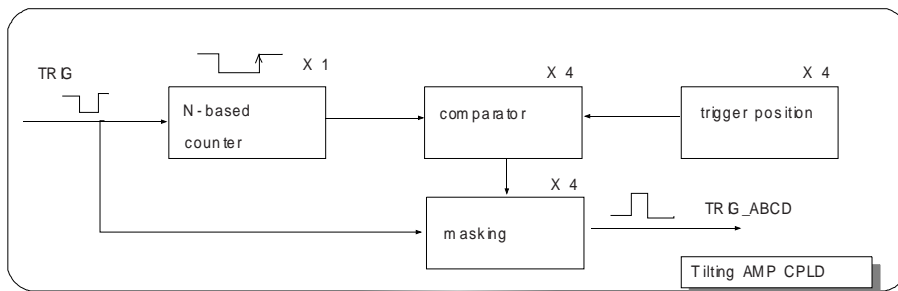 TRIG
X 1
X 4
X 4
N-based
counter
comparator
trigger position
X 4
masking
TRIG_ABCD
Tilting AMP CPLD